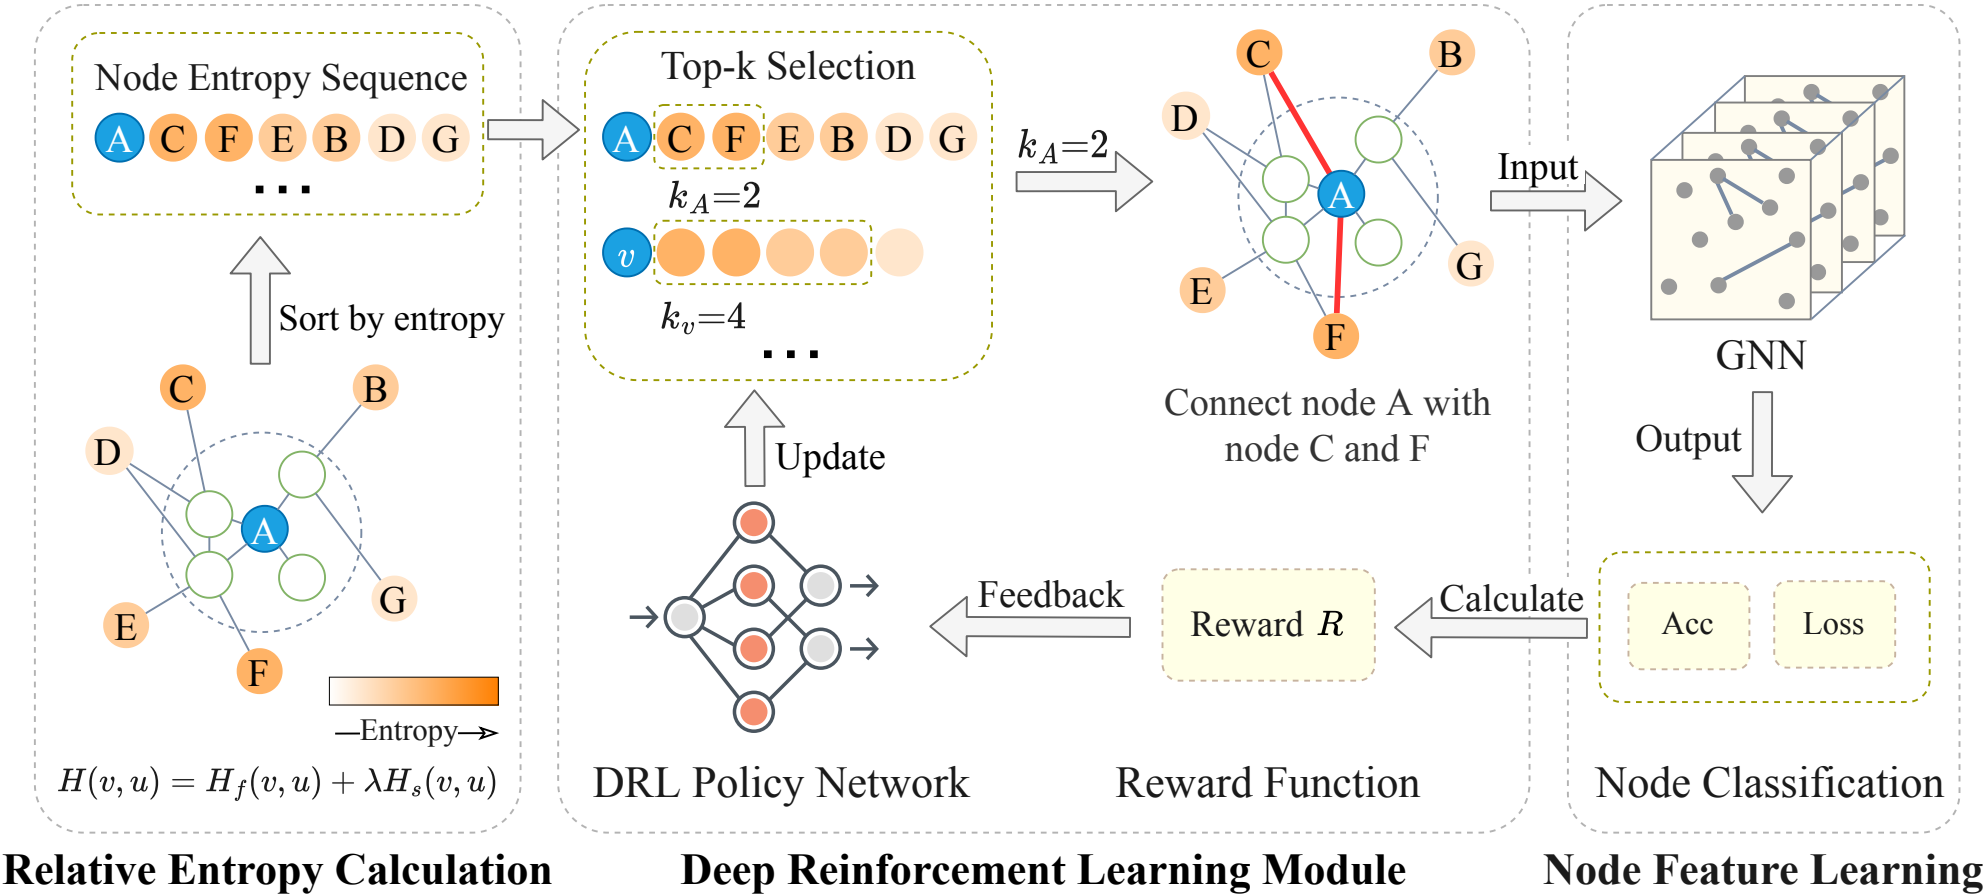 Node Entropy Sequence
A C F E B D G
...
Sort by entropy
C
B
D
A
G
E
F
Entropy
H(v, u) = H_f(v, u) + λH_s(v, u)
Relative Entropy Calculation
Top-k Selection
A C F E B D G
k_A=2
v
k_v=4
...
Update
DRL Policy Network
k_A=2
C
B
D
A
G
E
F
Connect node A with
node C and F
Feedback
Reward R
Reward Function
Deep Reinforcement Learning Module
Input
GNN
Output
Calculate
Acc
Loss
Node Classification
Node Feature Learning